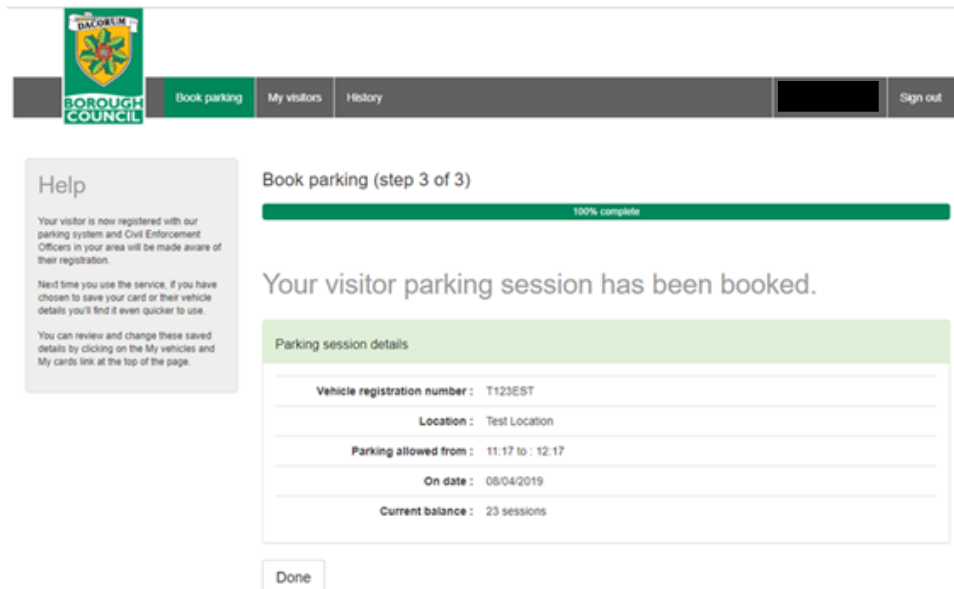 DACORUM
BOROUGH
COUNCIL
Book parking
My visitors
History
Sign out
Help
Your visitor is now registered with our
parking system and Civil Enforcement
Officers in your area will be made aware of
their registration.
Next time you use the service, if you have
chosen to save your card or their vehicle
details you'll find it even quicker to use.
You can review and change these saved
details by clicking on the My vehicles and
My cards link at the top of the page.
Book parking (step 3 of 3)
100% complete
Your visitor parking session has been booked.
Parking session details
Vehicle registration number : T123EST
Location : Test Location
Parking allowed from : 11:17 to : 12:17
On date : 08/04/2019
Current balance : 23 sessions
Done